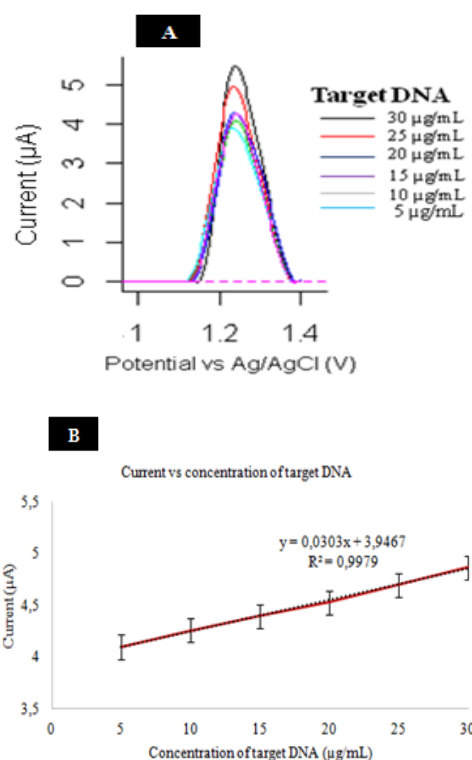 A
Target DNA
30 µg/mL
25 µg/mL
20 µg/mL
15 µg/mL
10 µg/mL
5 µg/mL
Current (µA)
5
4
3
2
1
0
1
1.2
1.4
Potential vs Ag/AgCl (V)
B
Current vs concentration of target DNA
y = 0,0303x + 3,9467
R² = 0,9979
Current (µA)
5,5
5
4,5
4
3,5
0 5 10 15 20 25 30
Concentration of target DNA (µg/mL)